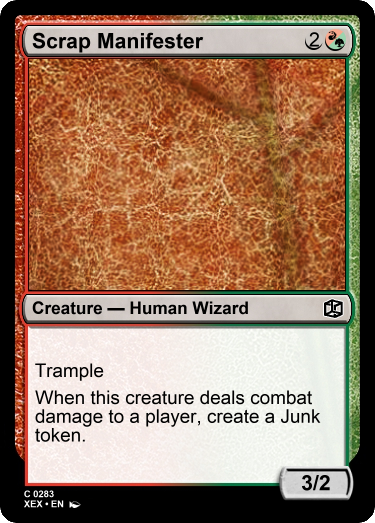 Scrap Manifester 2
Creature — Human Wizard
Trample
When this creature deals combat
damage to a player, create a Junk
token.
3/2
C 0283
XEX • EN